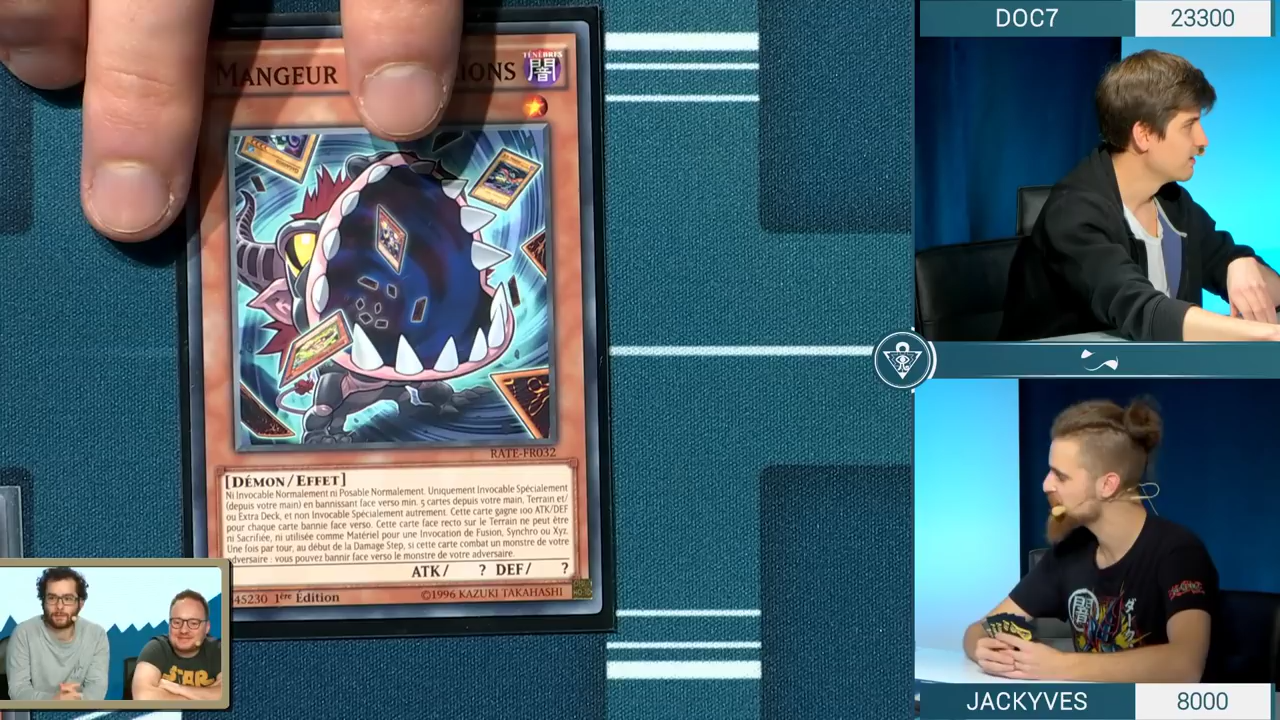 DOC7 23300
TÉNÈBRES
MANGEUR IONS 闇
RATE-FR032
[DÉMON/EFFET]
Ni Invocable Normalement ni Posable Normalement. Uniquement Invocable Spécialement
(depuis votre main) en bannissant face verso min. 5 cartes depuis votre main, Terrain et/
ou Extra Deck, et non Invocable Spécialement autrement. Cette carte gagne 100 ATK/DEF
pour chaque carte bannie face verso. Cette carte face recto sur le Terrain ne peut être
ni Sacrifiée, ni utilisée comme Matériel pour une Invocation de Fusion, Synchro ou Xyz.
Une fois par tour, au début de la Damage Step, si cette carte combat un monstre de votre
adversaire : vous pouvez bannir face verso le monstre de votre adversaire.
ATK/ ? DEF/ ?
45230 1ère Édition ©1996 KAZUKI TAKAHASHI
STAR
JACKYVES 8000